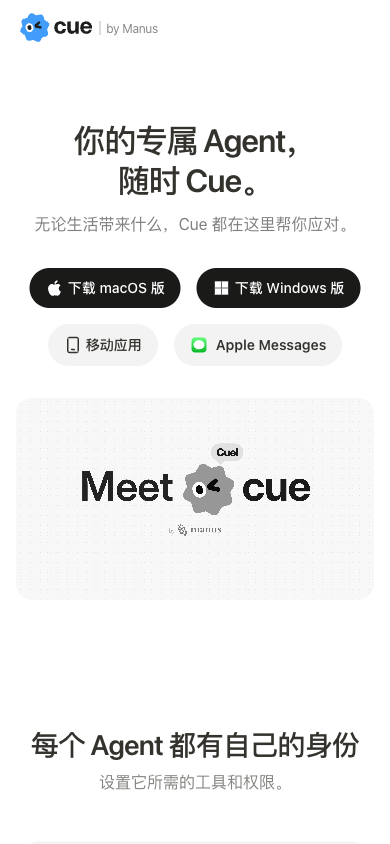 cue | by Manus
你的专属 Agent，
随时 Cue。
无论生活带来什么，Cue 都在这里帮你应对。
下载 macOS 版
下载 Windows 版
移动应用
Apple Messages
Cue!
Meet cue
by manus
每个 Agent 都有自己的身份
设置它所需的工具和权限。